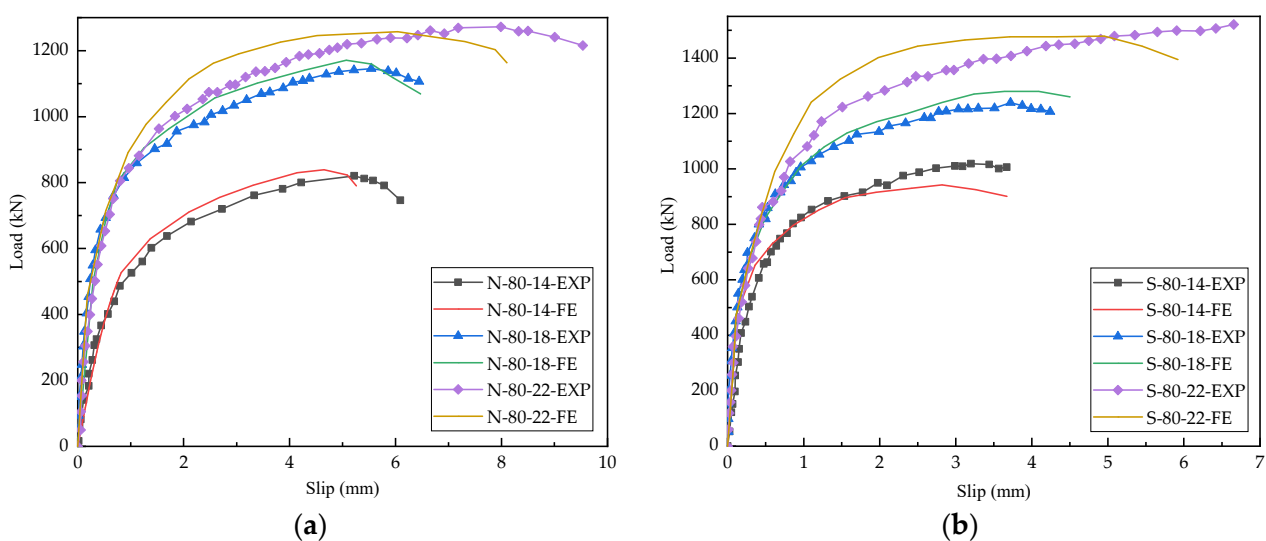 1200
1000
800
600
400
200
0
Load (kN)
0 2 4 6 8 10
Slip (mm)
N-80-14-EXP
N-80-14-FE
N-80-18-EXP
N-80-18-FE
N-80-22-EXP
N-80-22-FE
(a)
1400
1200
1000
800
600
400
200
0
Load (kN)
0 1 2 3 4 5 6 7
Slip (mm)
S-80-14-EXP
S-80-14-FE
S-80-18-EXP
S-80-18-FE
S-80-22-EXP
S-80-22-FE
(b)